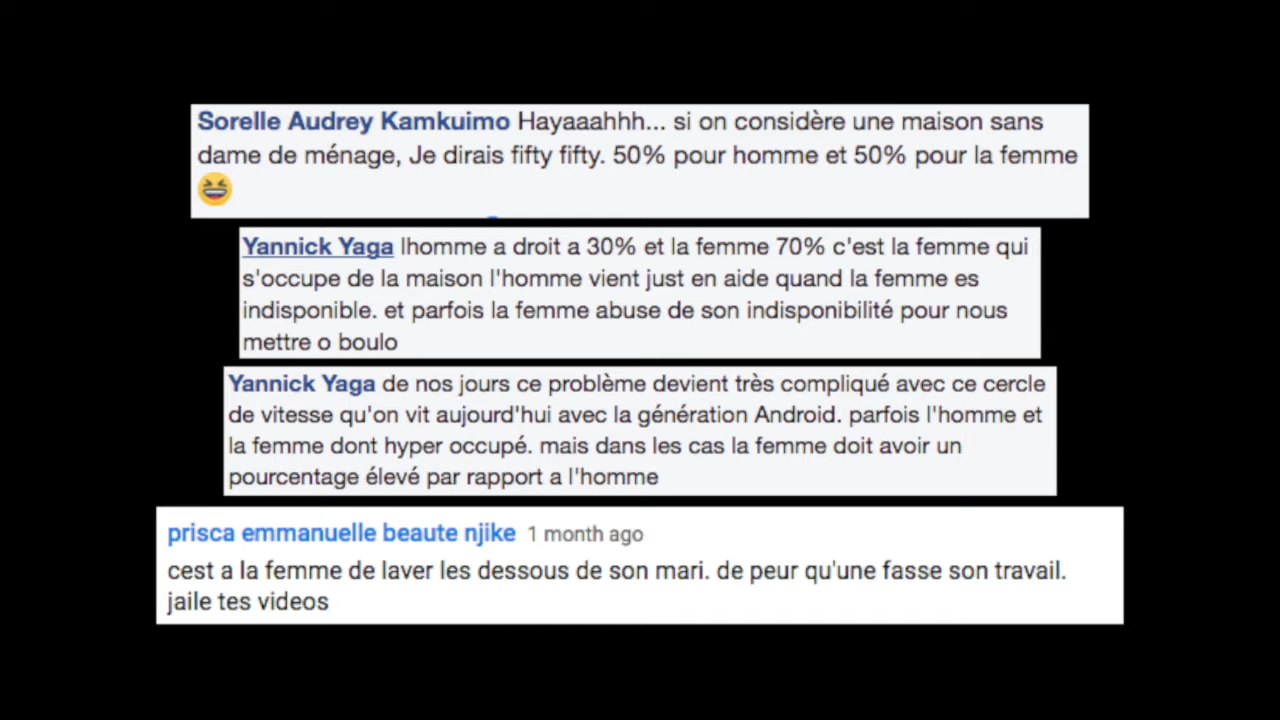 Sorelle Audrey Kamkuimo Hayaaahhh... si on considère une maison sans
dame de ménage, Je dirais fifty fifty. 50% pour homme et 50% pour la femme
😆
Yannick Yaga lhomme a droit a 30% et la femme 70% c'est la femme qui
s'occupe de la maison l'homme vient just en aide quand la femme es
indisponible. et parfois la femme abuse de son indisponibilité pour nous
mettre o boulo
Yannick Yaga de nos jours ce problème devient très compliqué avec ce cercle
de vitesse qu'on vit aujourd'hui avec la génération Android. parfois l'homme et
la femme dont hyper occupé. mais dans les cas la femme doit avoir un
pourcentage élevé par rapport a l'homme
prisca emmanuelle beaute njike 1 month ago
cest a la femme de laver les dessous de son mari. de peur qu'une fasse son travail.
jaile tes videos